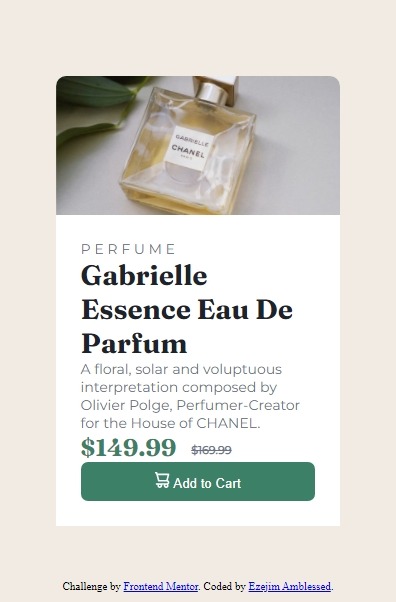 GABRIELLE
CHANEL
PARIS
PERFUME
Gabrielle
Essence Eau De
Parfum
A floral, solar and voluptuous
interpretation composed by
Olivier Polge, Perfumer-Creator
for the House of CHANEL.
$149.99 $169.99
Add to Cart
Challenge by Frontend Mentor. Coded by Ezejim Amblessed.